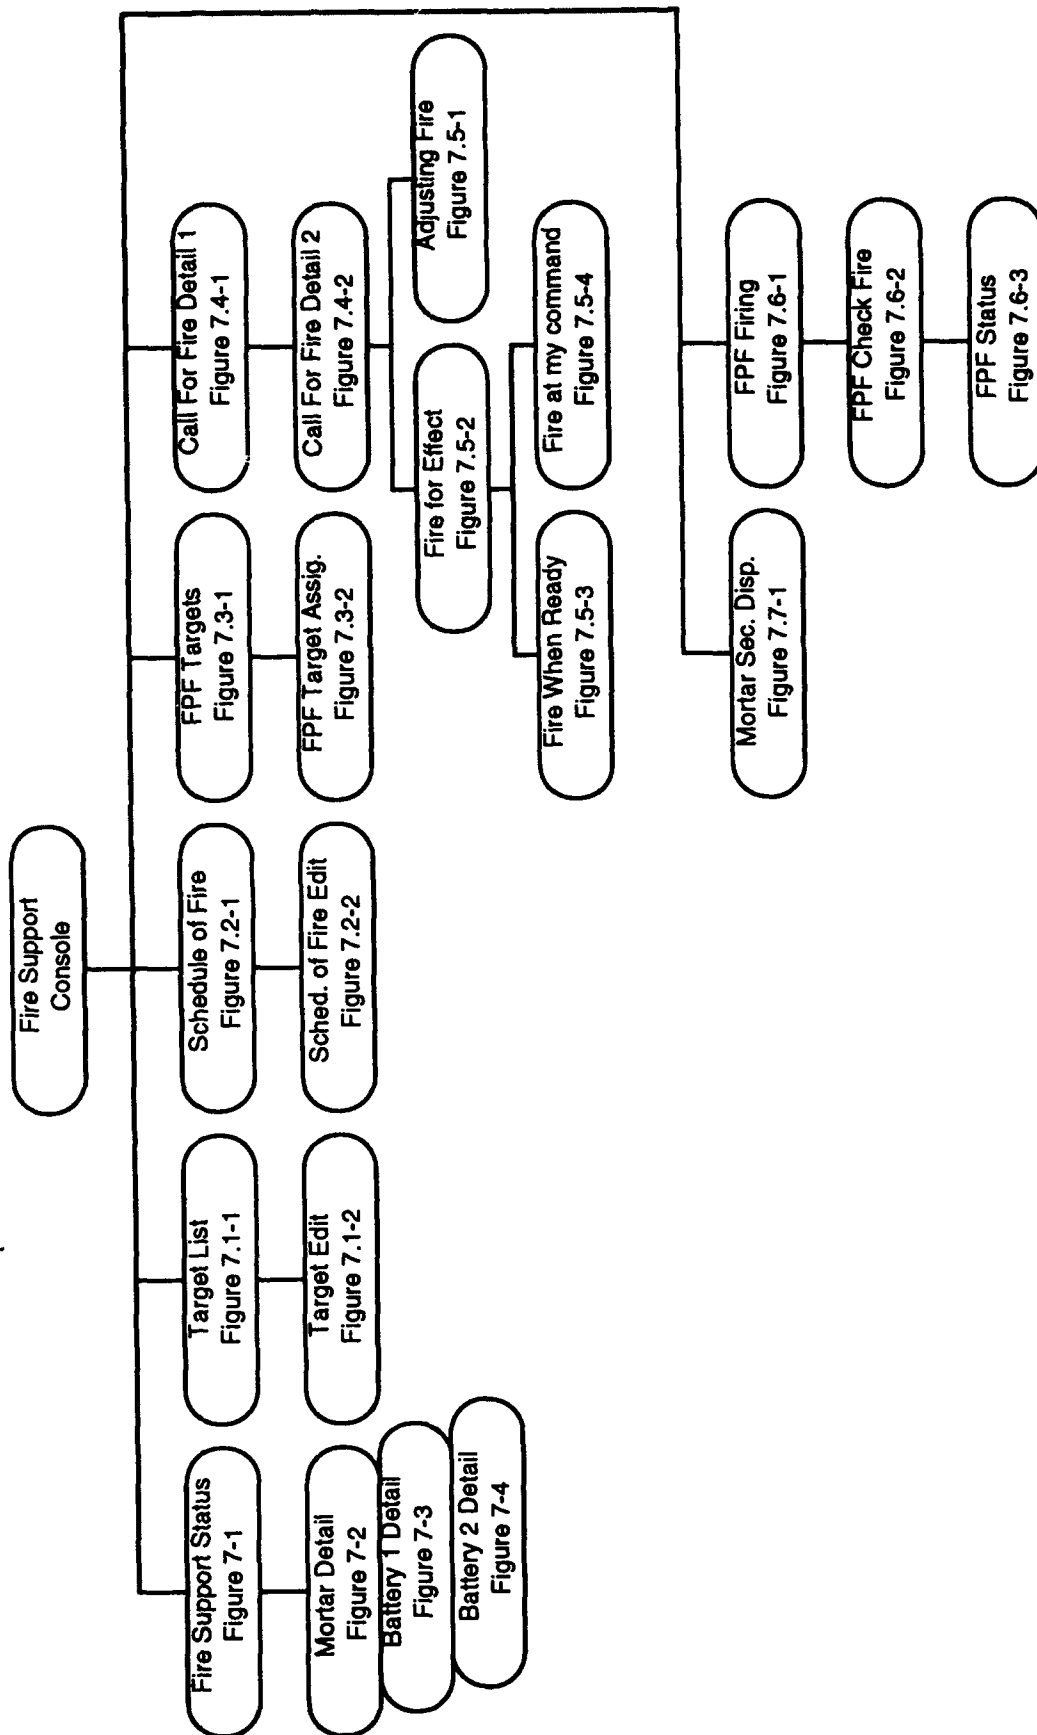 Fire Support
Console
Fire Support Status
Figure 7-1
Mortar Detail
Figure 7-2
Battery 1 Detail
Figure 7-3
Battery 2 Detail
Figure 7-4
Target List
Figure 7.1-1
Target Edit
Figure 7.1-2
Schedule of Fire
Figure 7.2-1
Sched. of Fire Edit
Figure 7.2-2
FPF Targets
Figure 7.3-1
FPF Target Assig.
Figure 7.3-2
Call For Fire Detail 1
Figure 7.4-1
Call For Fire Detail 2
Figure 7.4-2
Fire for Effect
Figure 7.5-2
Adjusting Fire
Figure 7.5-1
Fire When Ready
Figure 7.5-3
Fire at my command
Figure 7.5-4
Mortar Sec. Disp.
Figure 7.7-1
FPF Firing
Figure 7.6-1
FPF Check Fire
Figure 7.6-2
FPF Status
Figure 7.6-3